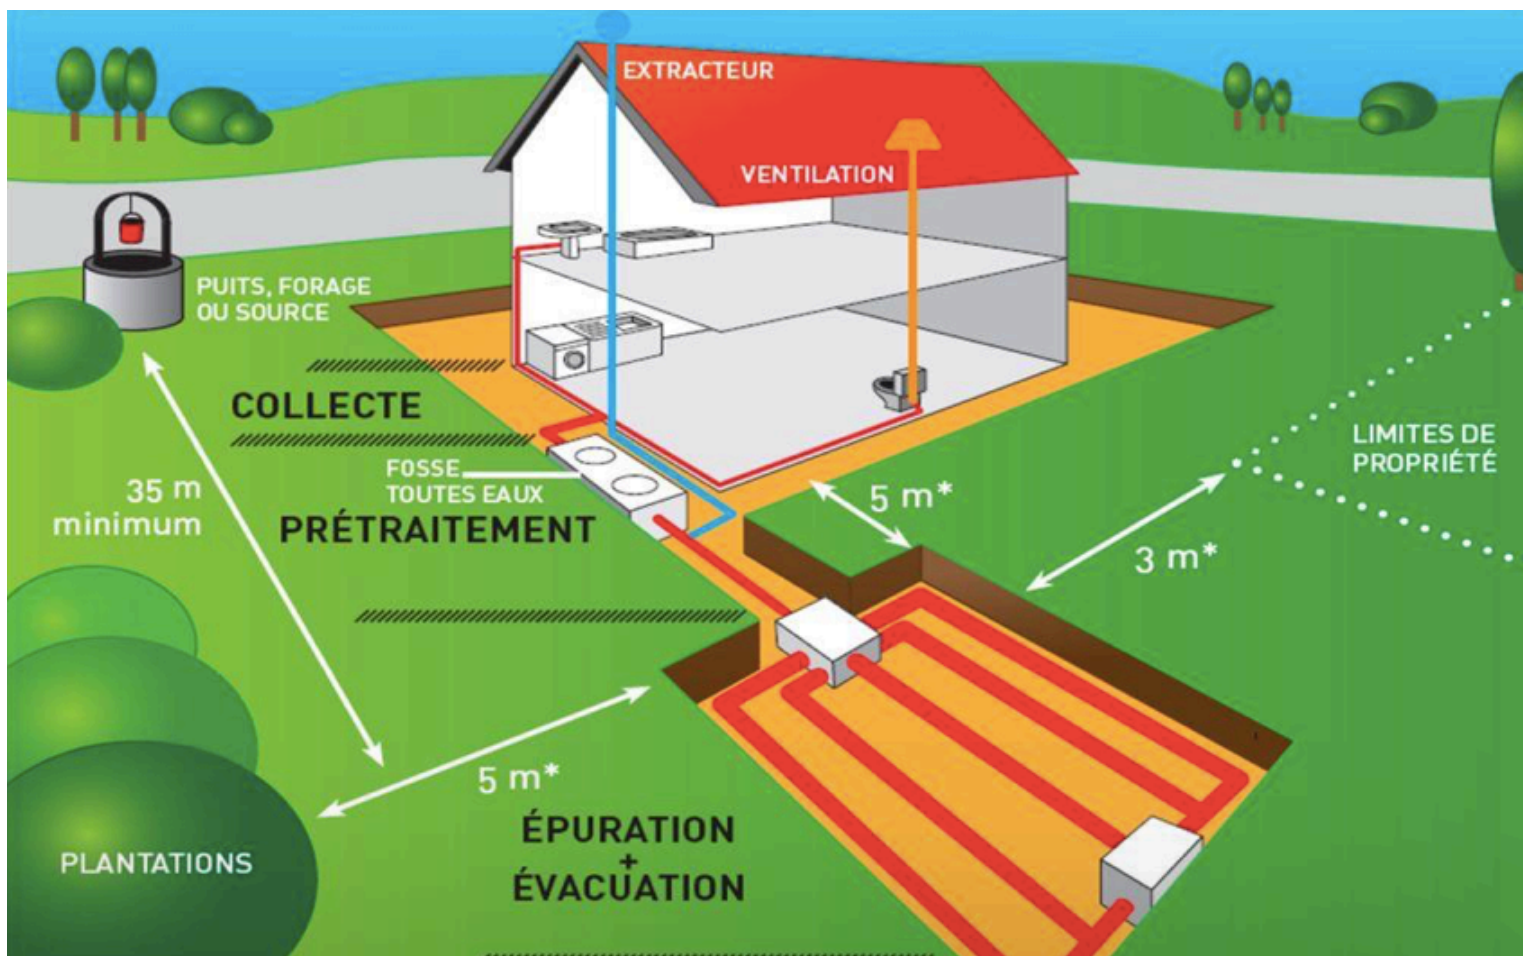 EXTRACTEUR
VENTILATION
PUITS, FORAGE
OU SOURCE
COLLECTE
FOSSE
TOUTES EAUX
PRÉTRAITEMENT
35 m
minimum
5 m*
LIMITES DE
PROPRIÉTÉ
3 m*
5 m*
ÉPURATION
+
ÉVACUATION
PLANTATIONS